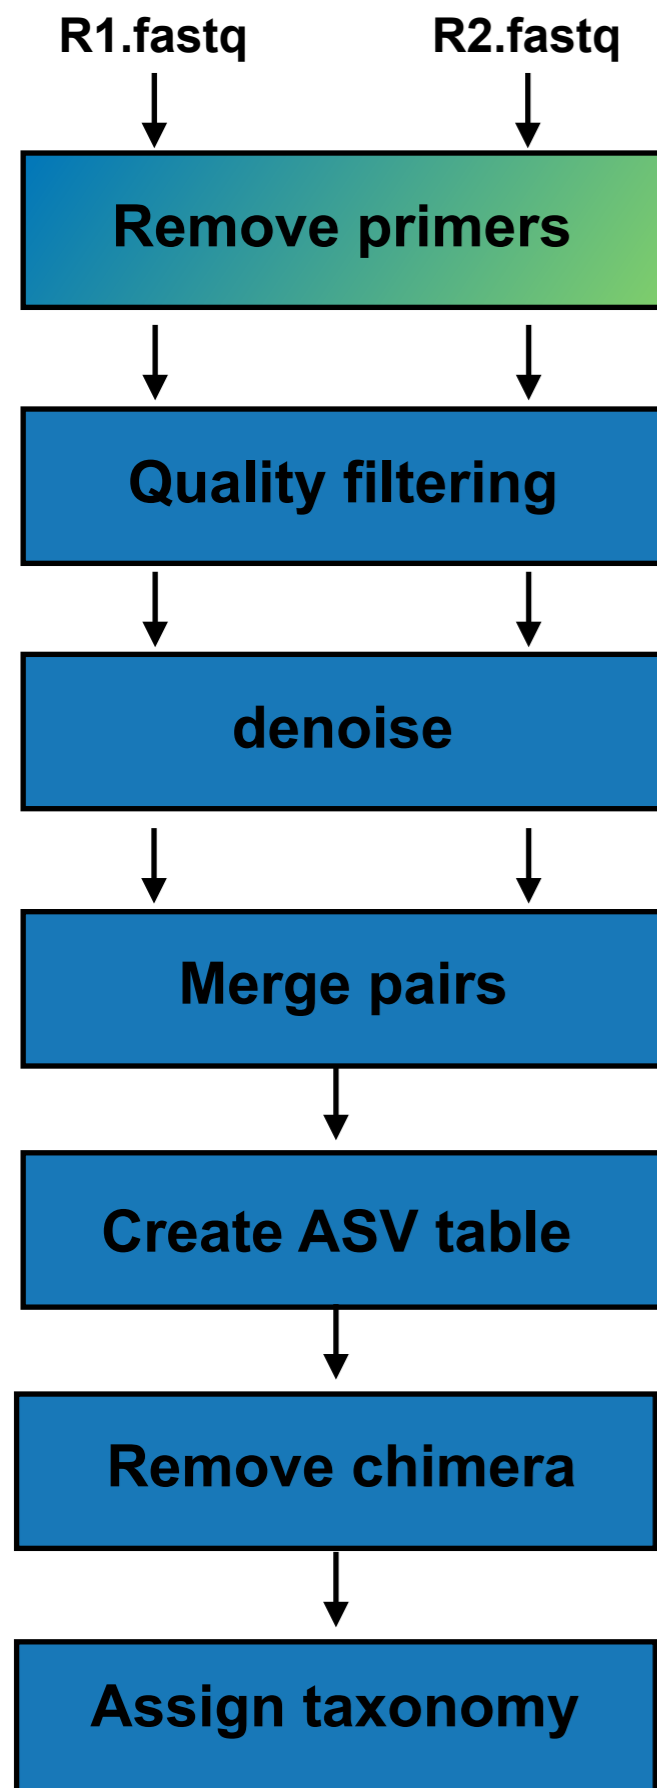 R1.fastq R2.fastq
Remove primers
Quality filtering
denoise
Merge pairs
Create ASV table
Remove chimera
Assign taxonomy